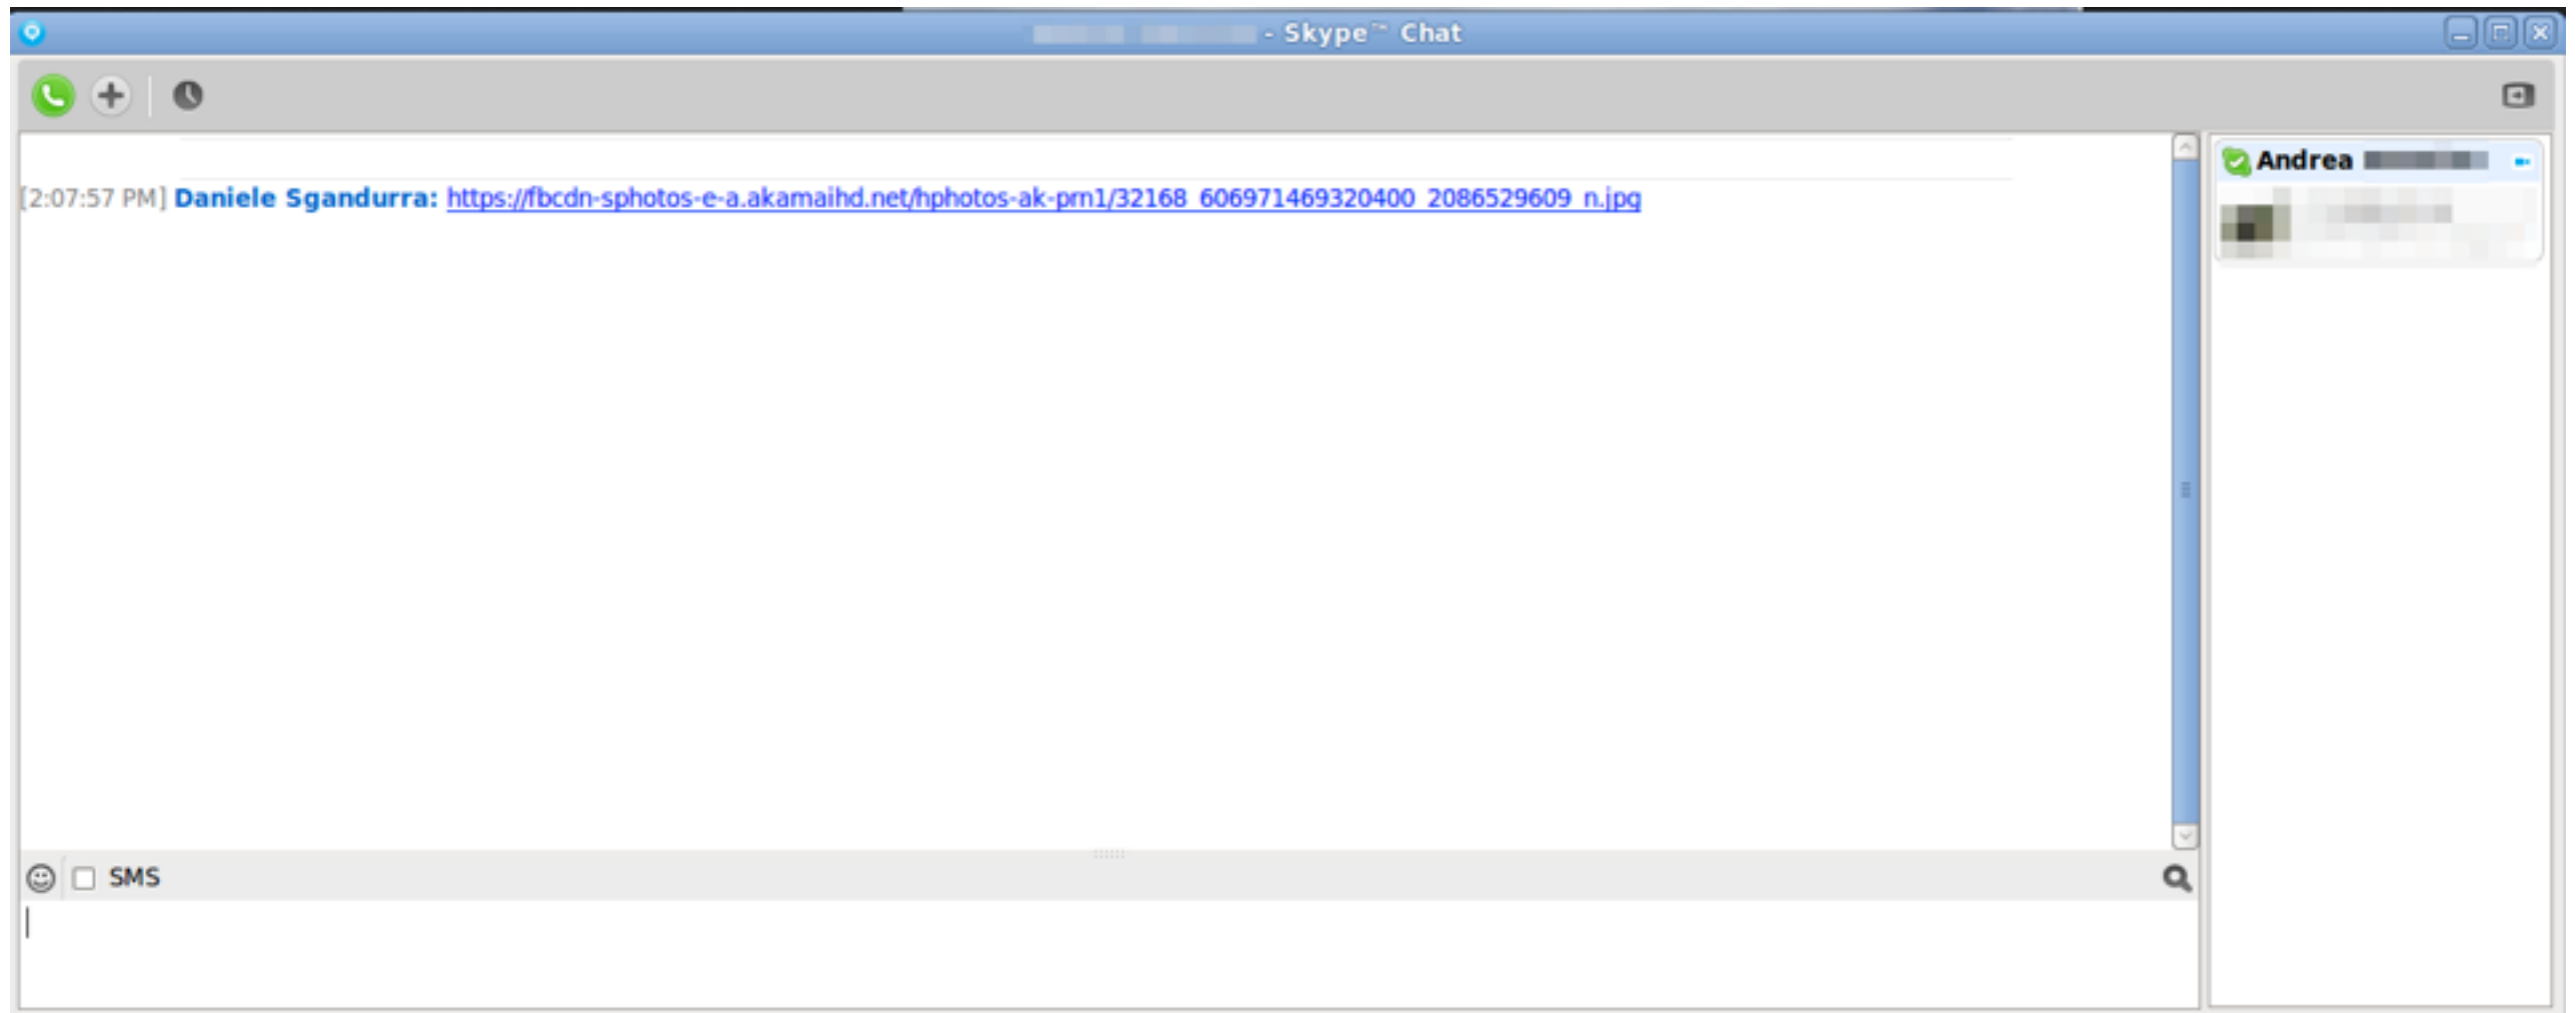 - Skype™ Chat
[2:07:57 PM] Daniele Sgandurra: https://fbcdn-sphotos-e-a.akamaihd.net/hphotos-ak-prn1/32168_606971469320400_2086529609_n.jpg
Andrea
SMS